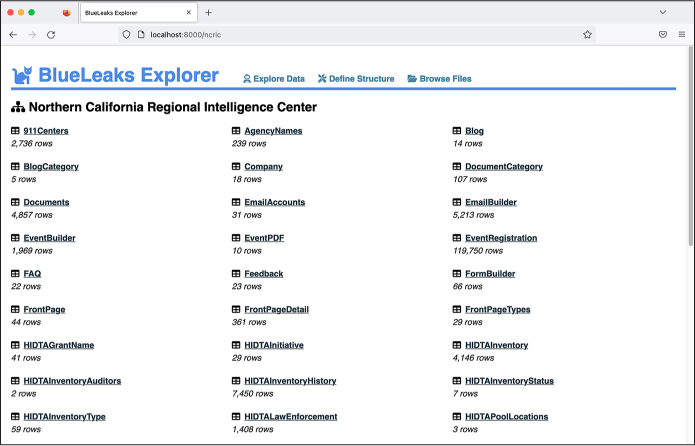 BlueLeaks Explorer
localhost:8000/ncric
BlueLeaks Explorer
Explore Data
Define Structure
Browse Files
Northern California Regional Intelligence Center
911Centers
2,736 rows
AgencyNames
239 rows
Blog
14 rows
BlogCategory
5 rows
Company
18 rows
DocumentCategory
107 rows
Documents
4,857 rows
EmailAccounts
31 rows
EmailBuilder
5,213 rows
EventBuilder
1,969 rows
EventPDF
10 rows
EventRegistration
119,750 rows
FAQ
22 rows
Feedback
23 rows
FormBuilder
66 rows
FrontPage
44 rows
FrontPageDetail
361 rows
FrontPageTypes
29 rows
HIDTAGrantName
41 rows
HIDTAInitiative
29 rows
HIDTAInventory
4,146 rows
HIDTAInventoryAuditors
2 rows
HIDTAInventoryHistory
7,450 rows
HIDTAInventoryStatus
7 rows
HIDTAInventoryType
59 rows
HIDTALawEnforcement
1,408 rows
HIDTAPoolLocations
3 rows